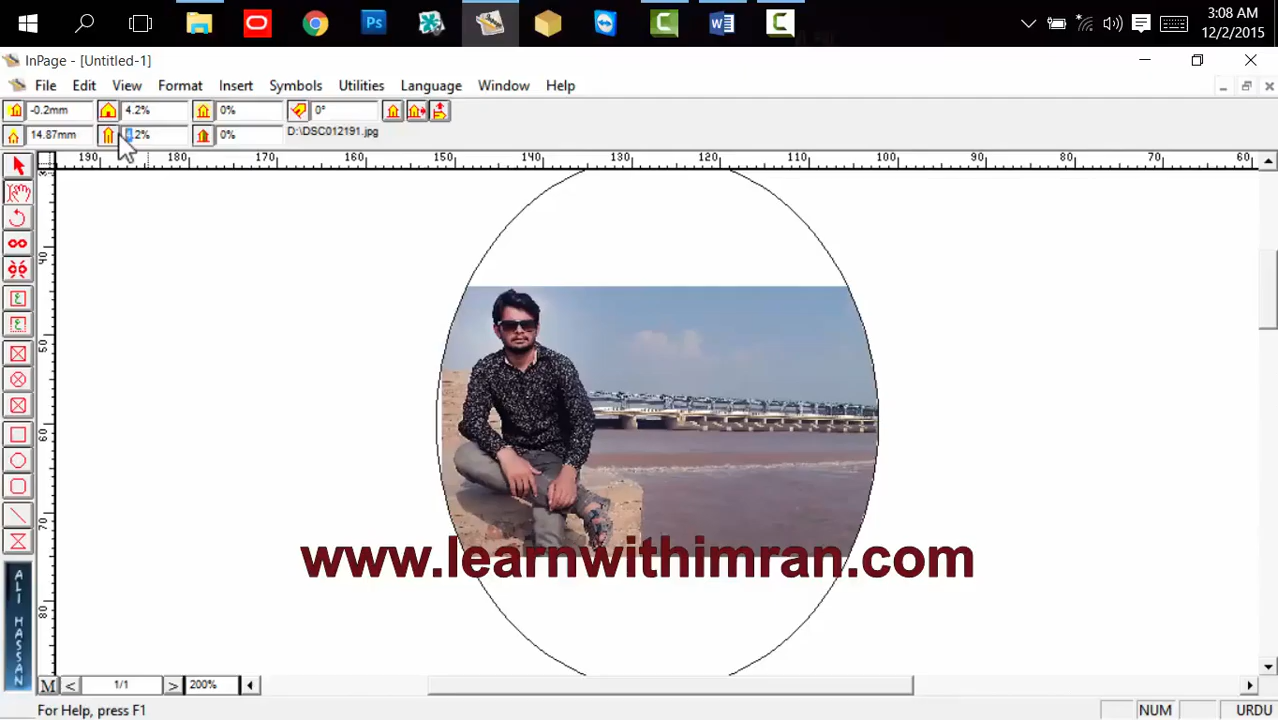 3:08 AM
12/2/2015
InPage - [Untitled-1]
File Edit View Format Insert Symbols Utilities Language Window Help
-0.2mm 4.2% 0% 0°
14.87mm 4.2% 0% D:\DSC012191.jpg
190 180 170 160 150 140 130 120 110 100 90 80 70 60
40
50
60
70
80
www.learnwithimran.com
ALI HASSAN
M < 1/1 > 200%
For Help, press F1 NUM URDU